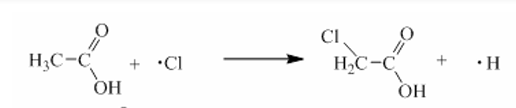 O Cl O
H₃C-C + ·Cl H₂C-C + ·H
OH OH